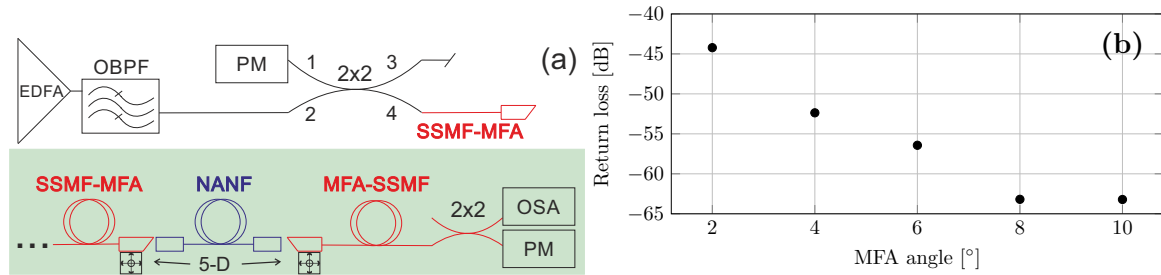 (a)
PM 1 3
OBPF 2x2
EDFA
2 4
SSMF-MFA
SSMF-MFA NANF MFA-SSMF
2x2 OSA
... PM
5-D
(b)
Return loss [dB]
−40
−45
−50
−55
−60
−65
2 4 6 8 10
MFA angle [°]